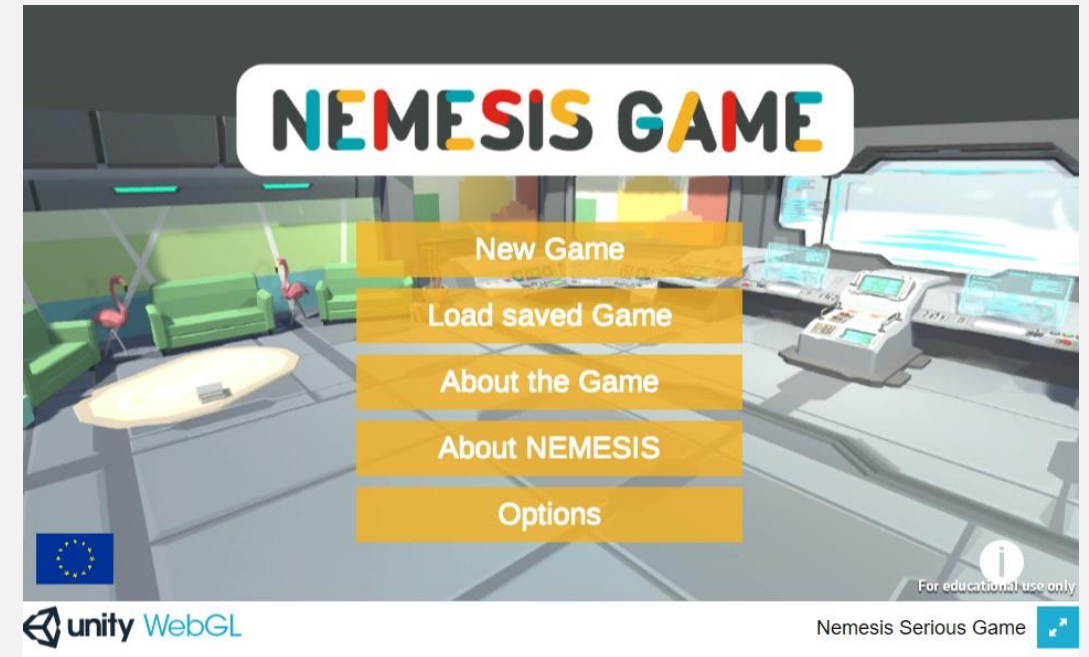 NEMESIS GAME
New Game
Load saved Game
About the Game
About NEMESIS
Options
i
For educational use only
unity WebGL
Nemesis Serious Game